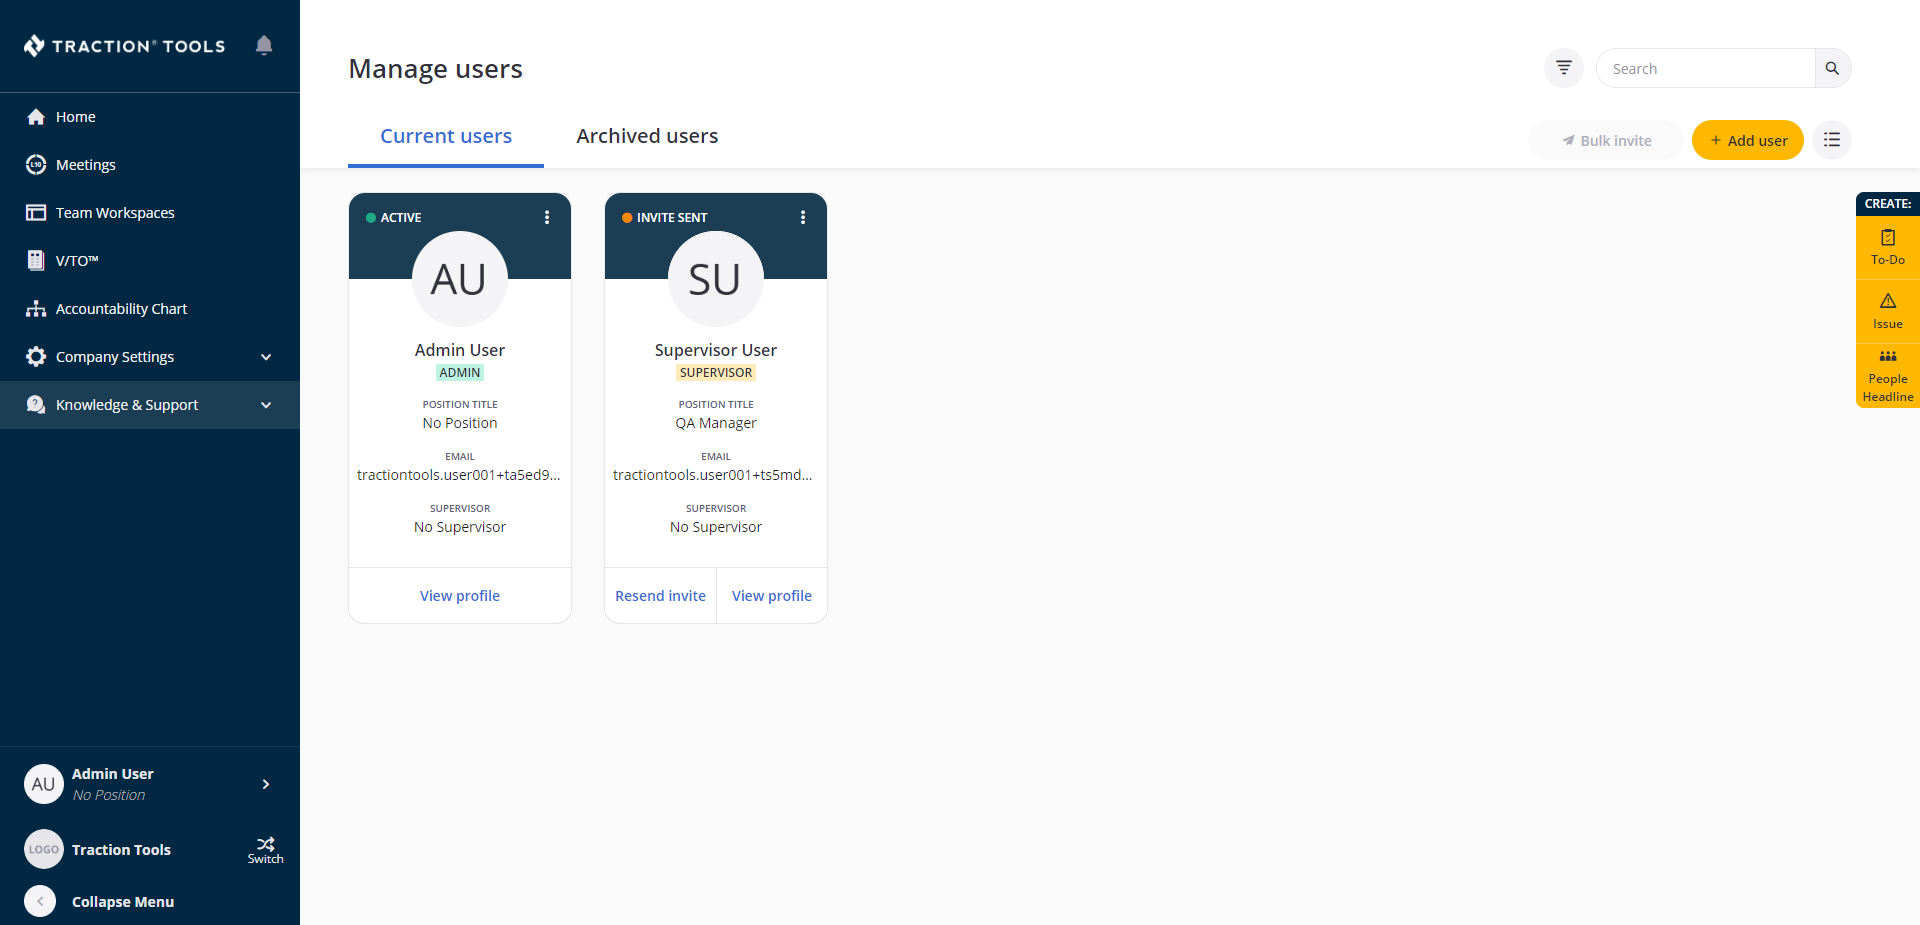 TRACTION® TOOLS
Home
L10
Meetings
Team Workspaces
V/TO™
Accountability Chart
Company Settings
Knowledge & Support
AU
Admin User
No Position
LOGO
Traction Tools
Switch
Collapse Menu
Manage users
Search
Current users
Archived users
Bulk invite
+ Add user
ACTIVE
AU
Admin User
ADMIN
POSITION TITLE
No Position
EMAIL
tractiontools.user001+ta5ed9...
SUPERVISOR
No Supervisor
View profile
INVITE SENT
SU
Supervisor User
SUPERVISOR
POSITION TITLE
QA Manager
EMAIL
tractiontools.user001+ts5md...
SUPERVISOR
No Supervisor
Resend invite
View profile
CREATE:
To-Do
Issue
People
Headline